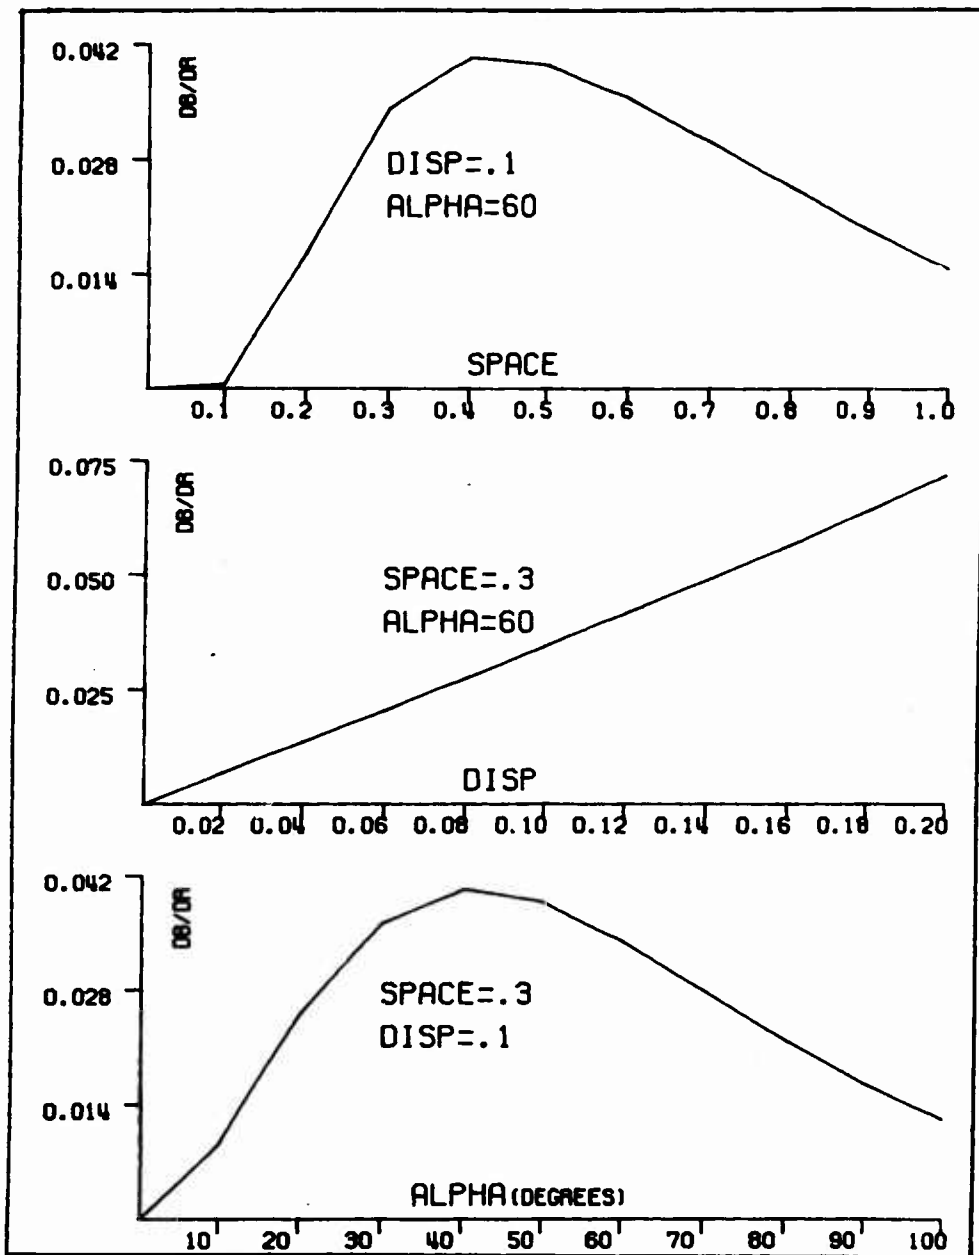 0.042
DB/DA
0.028
DISP=.1
ALPHA=60
0.014
SPACE
0.1 0.2 0.3 0.4 0.5 0.6 0.7 0.8 0.9 1.0
0.075
DB/DA
0.050
SPACE=.3
ALPHA=60
0.025
DISP
0.02 0.04 0.06 0.08 0.10 0.12 0.14 0.16 0.18 0.20
0.042
DB/DA
0.028
SPACE=.3
DISP=.1
0.014
ALPHA(DEGREES)
10 20 30 40 50 60 70 80 90 100